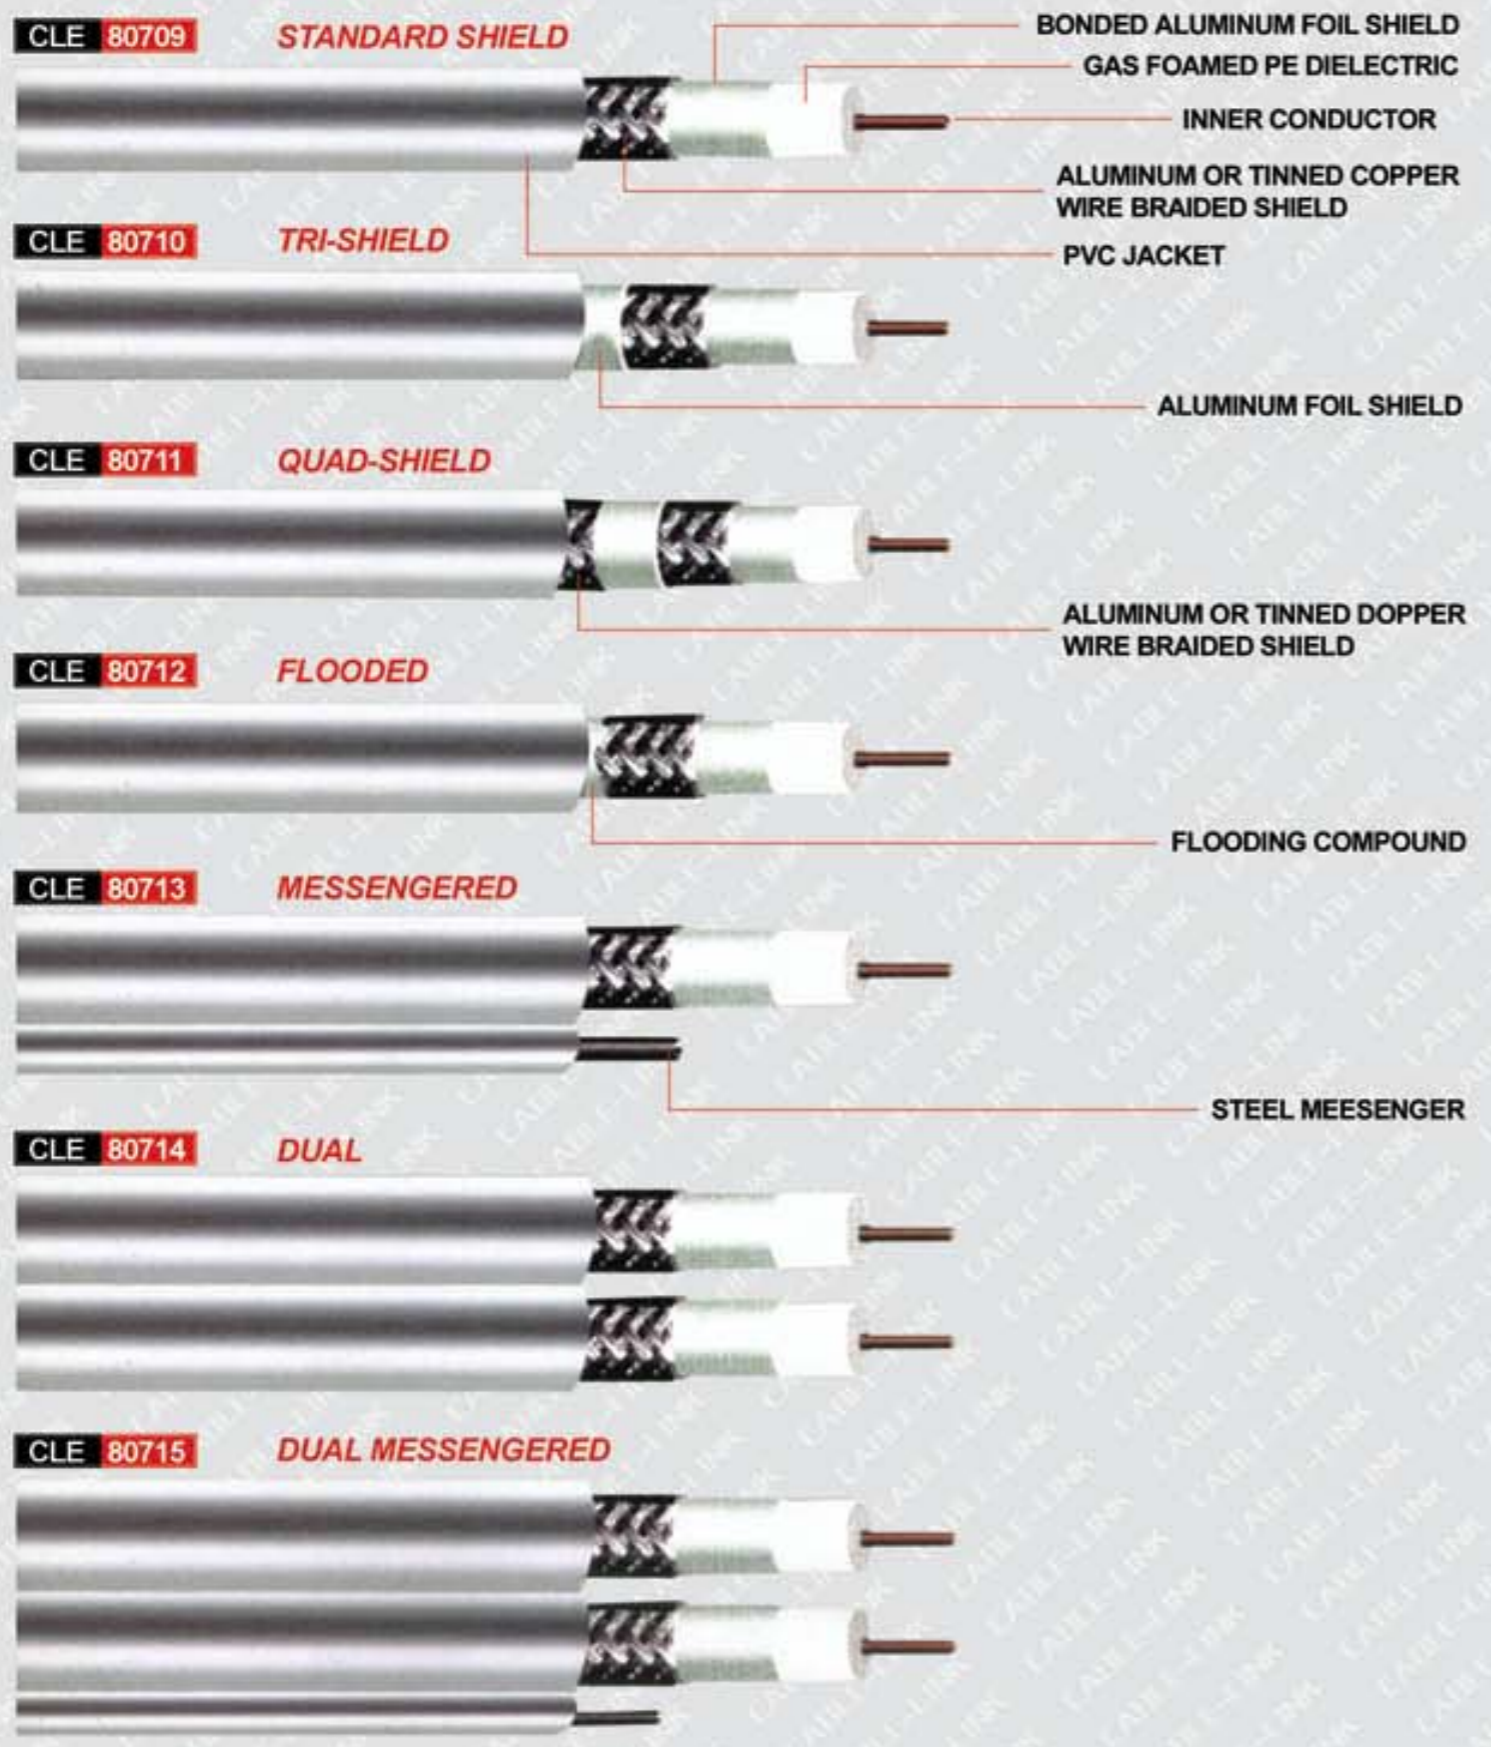 CLE 80709 STANDARD SHIELD
BONDED ALUMINUM FOIL SHIELD
GAS FOAMED PE DIELECTRIC
INNER CONDUCTOR
ALUMINUM OR TINNED COPPER
WIRE BRAIDED SHIELD
PVC JACKET
CLE 80710 TRI-SHIELD
ALUMINUM FOIL SHIELD
CLE 80711 QUAD-SHIELD
ALUMINUM OR TINNED DOPPER
WIRE BRAIDED SHIELD
CLE 80712 FLOODED
FLOODING COMPOUND
CLE 80713 MESSENGERED
STEEL MEESENGER
CLE 80714 DUAL
CLE 80715 DUAL MESSENGERED